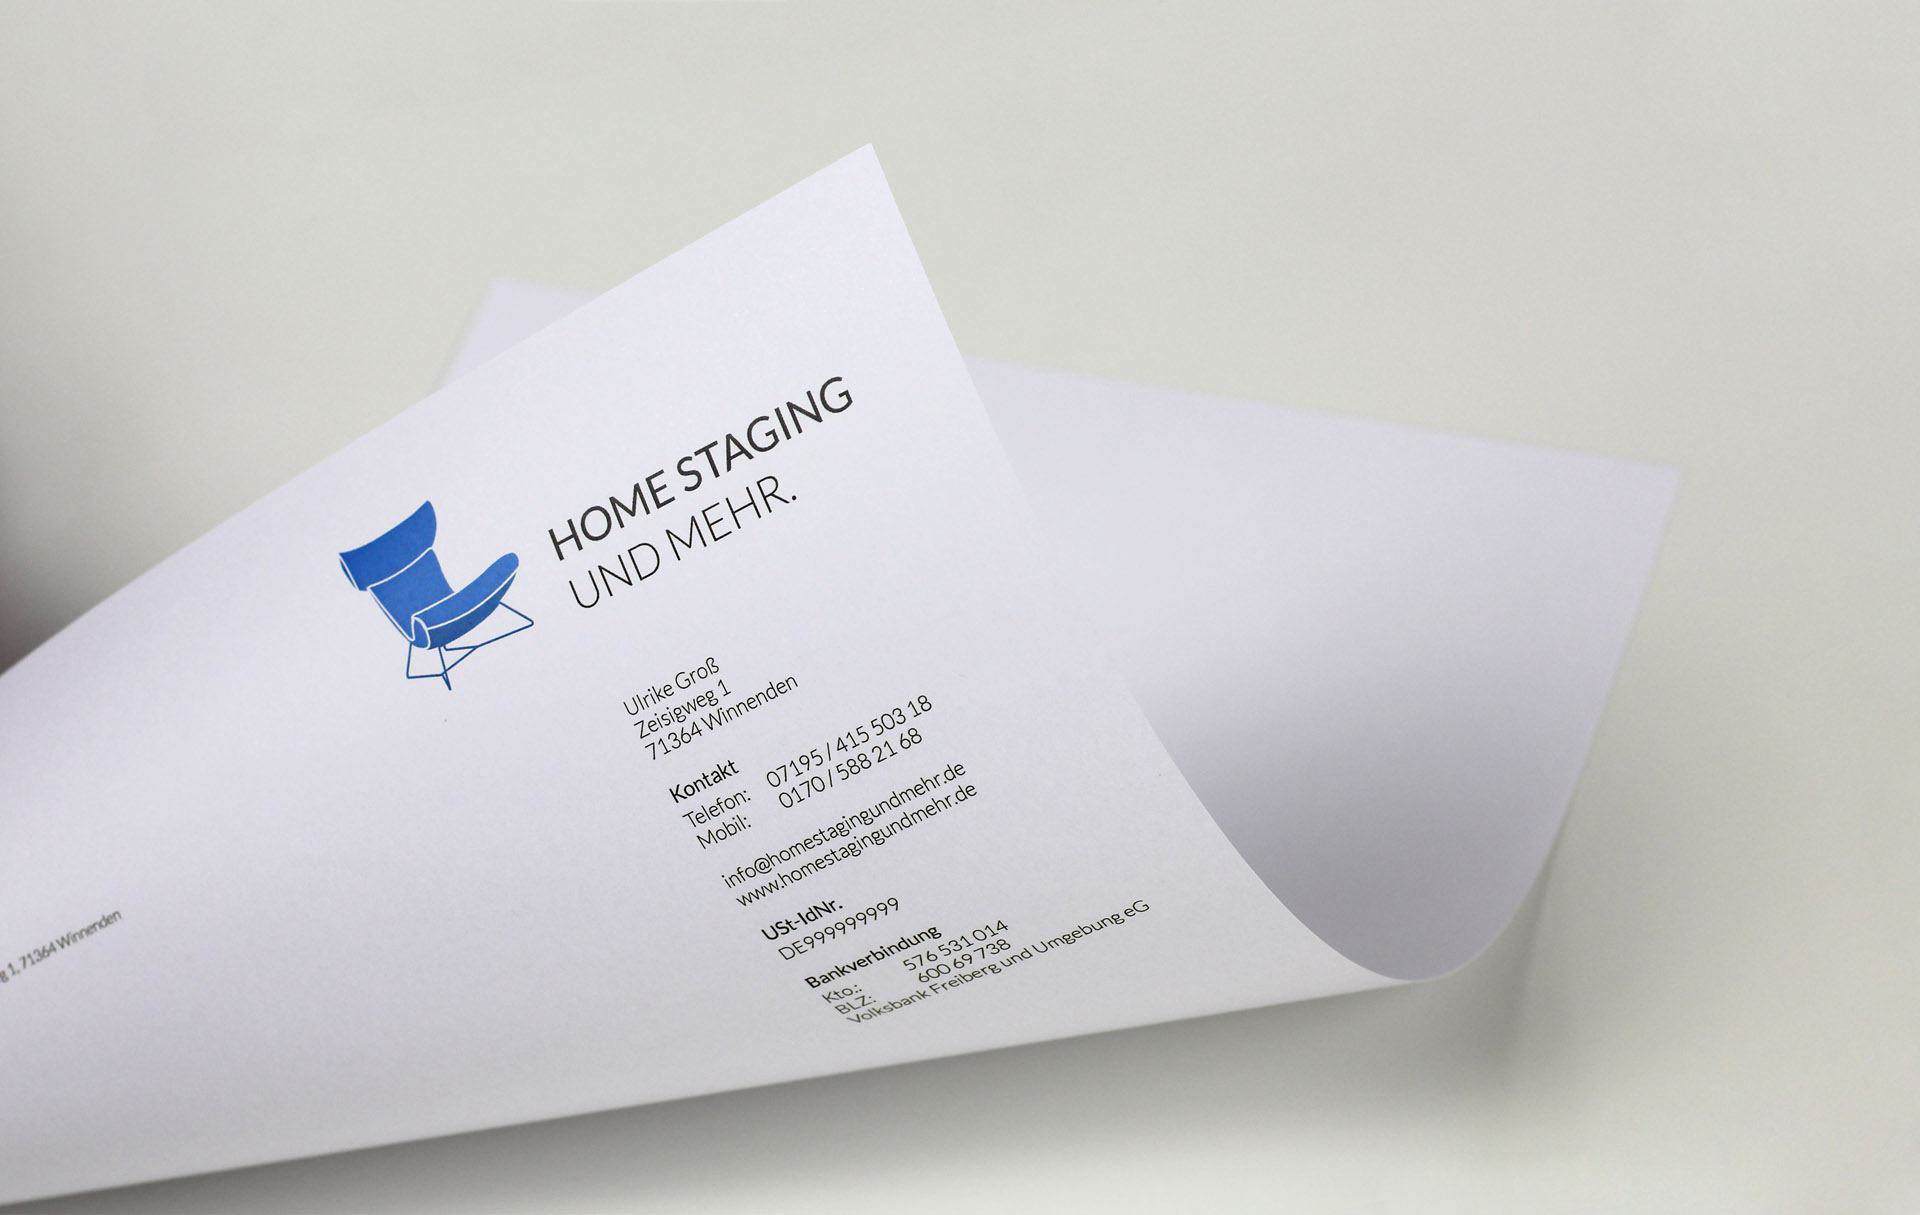 HOME STAGING
UND MEHR.
Ulrike Groß
Zeisigweg 1
71364 Winnenden
Kontakt
Telefon: 07195 / 415 503 18
Mobil: 0170 / 588 21 68
info@homestagingundmehr.de
www.homestagingundmehr.de
USt-IdNr.
DE999999999
Bankverbindung
Kto.: 576 531 014
BLZ: 600 69 738
Volksbank Freiberg und Umgebung eG
1, 71364 Winnenden